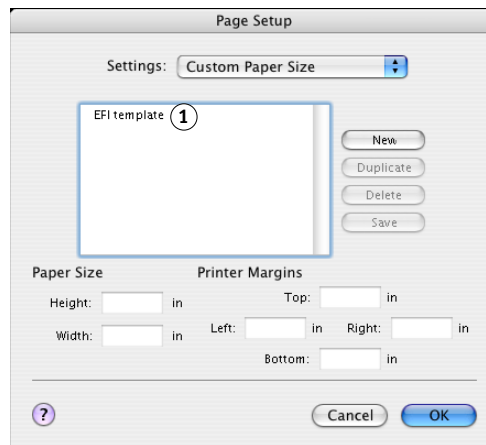 Page Setup
Settings: Custom Paper Size
EFI template 1
New
Duplicate
Delete
Save
Paper Size Printer Margins
Height: in Top: in
Width: in Left: in Right: in
Bottom: in
? Cancel OK